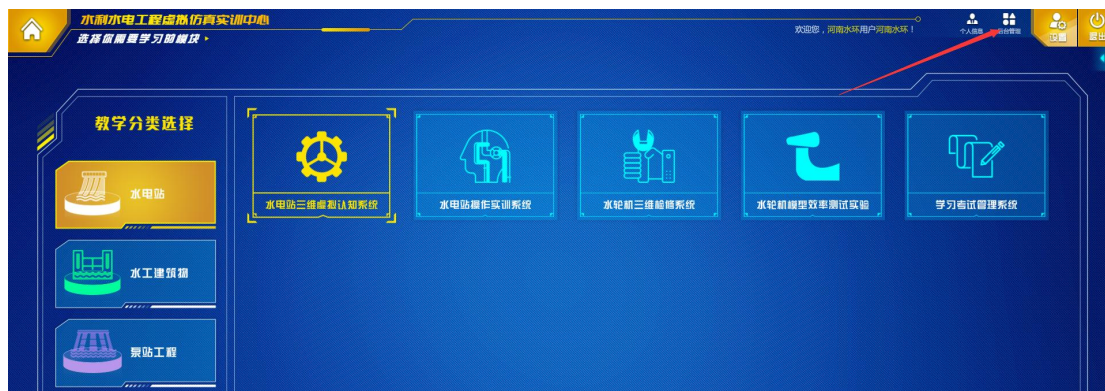 水利水电工程虚拟仿真实训中心
选择你需要学习的模块
欢迎您，河南水环用户河南水环！
个人信息
后台管理
设置
退出
教学分类选择
水电站
水工建筑物
泵站工程
水电站三维虚拟认知系统
水电站操作实训系统
水轮机三维检修系统
水轮机模型效率测试实验
学习考试管理系统